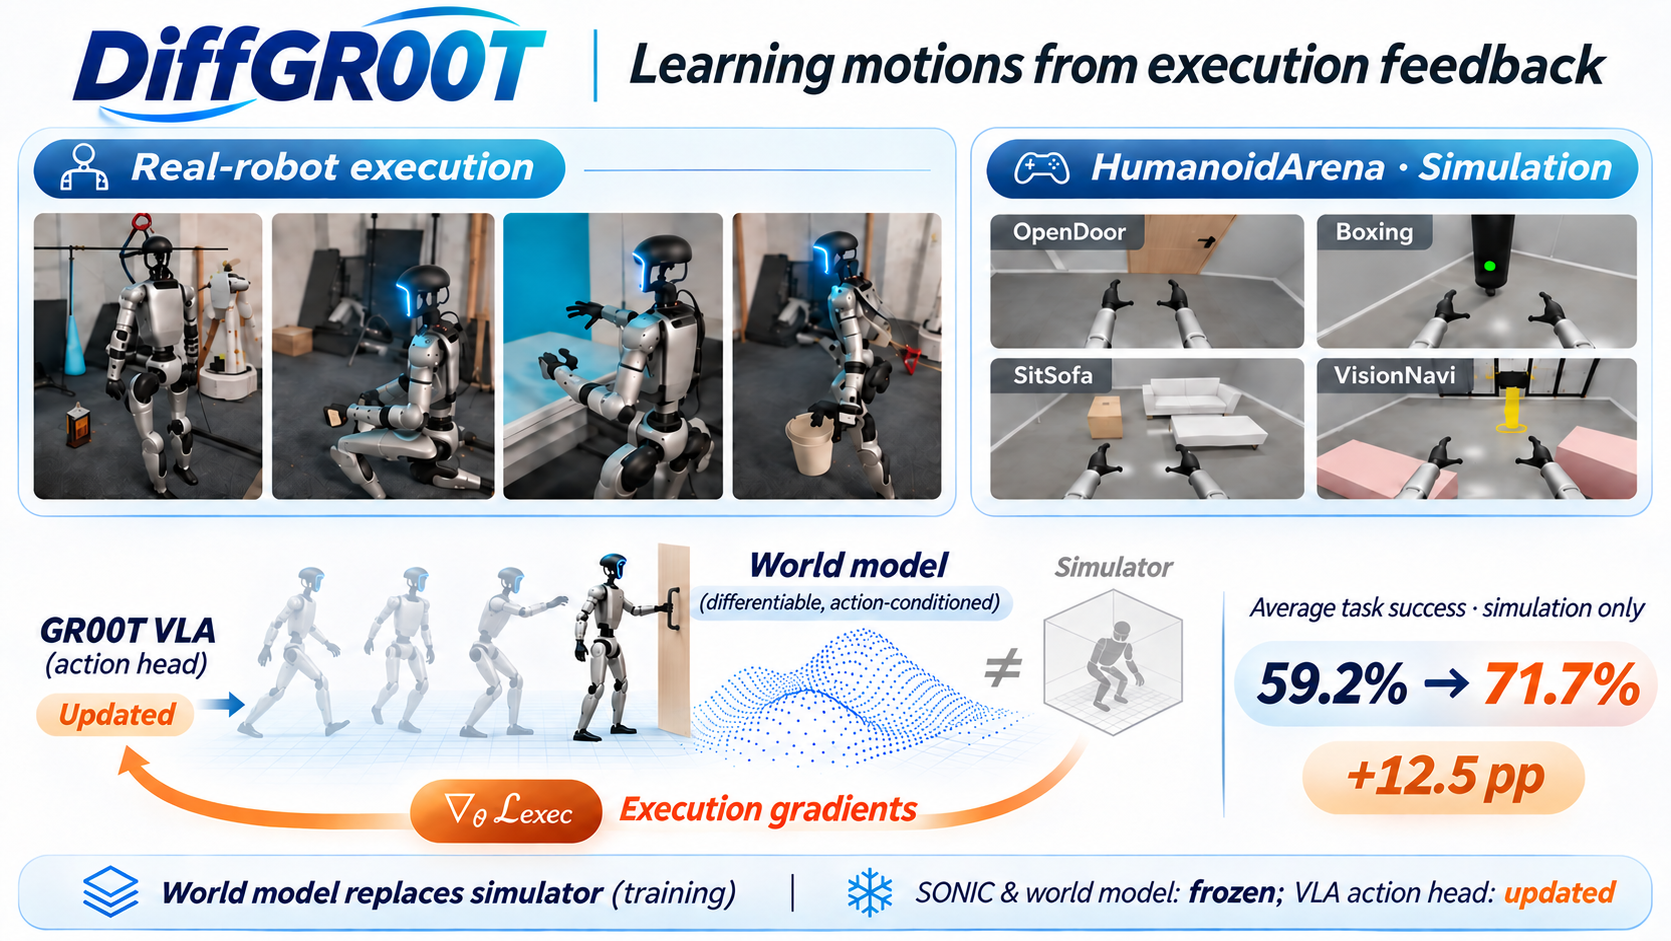 DiffGR00T
Learning motions from execution feedback
Real-robot execution
HumanoidArena · Simulation
OpenDoor
Boxing
SitSofa
VisionNavi
GR00T VLA
(action head)
Updated
World model
(differentiable, action-conditioned)
≠
Simulator
∇θ ℒexec
Execution gradients
Average task success · simulation only
59.2% → 71.7%
+12.5 pp
World model replaces simulator (training)
SONIC & world model: frozen; VLA action head: updated